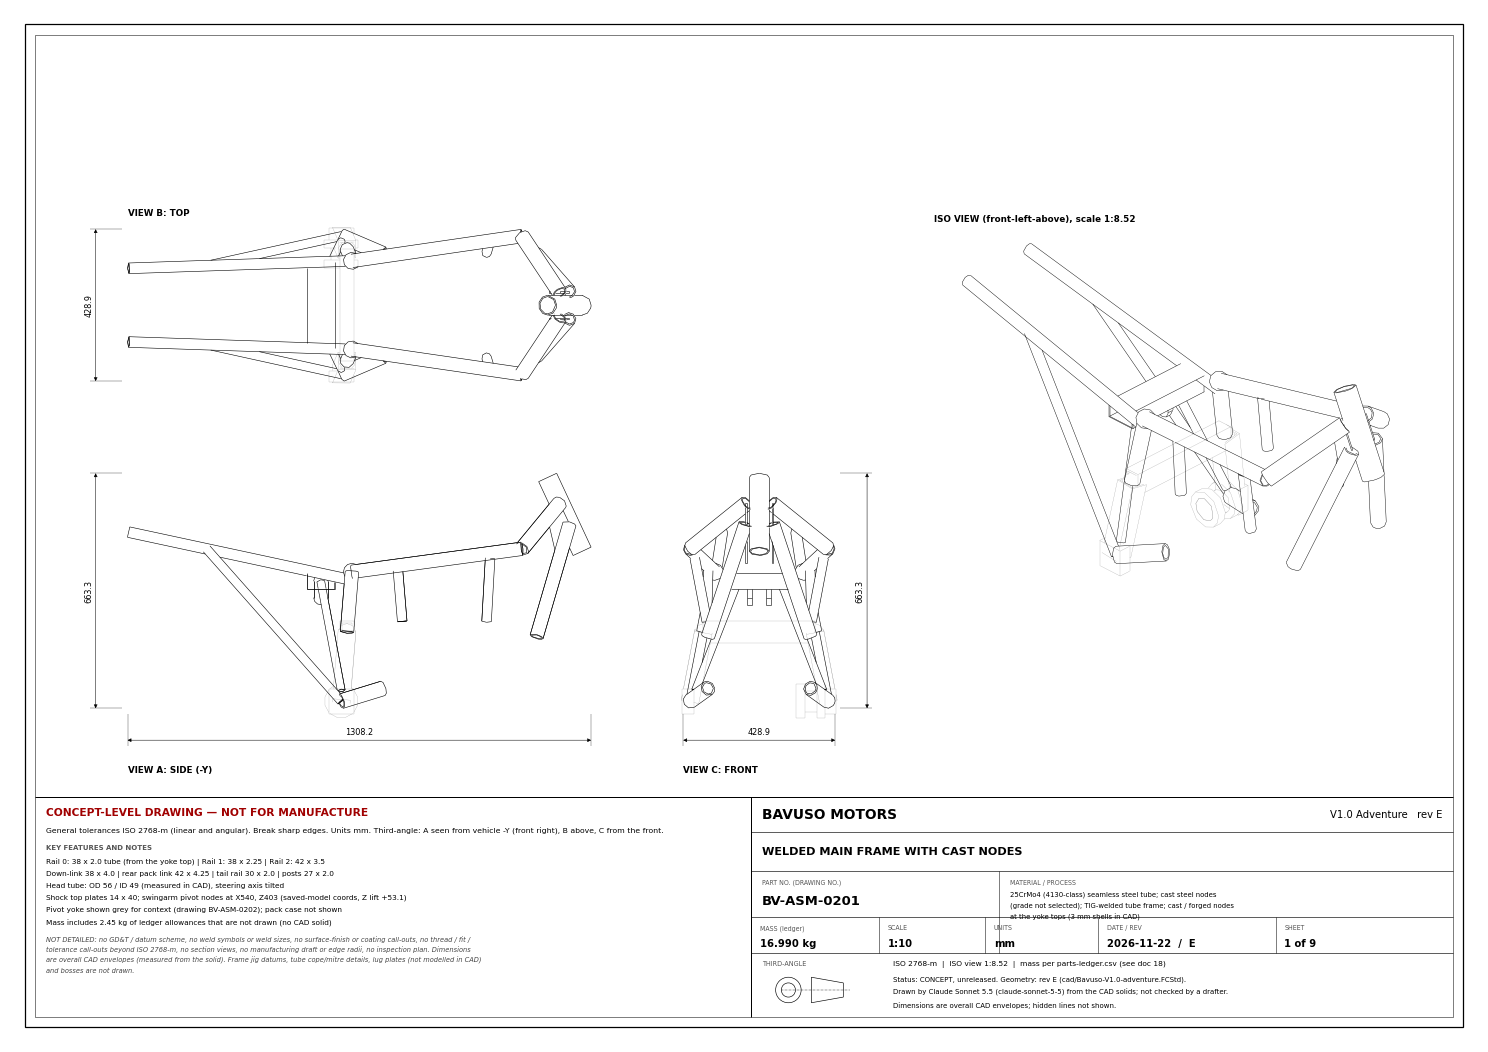 VIEW B: TOP
ISO VIEW (front-left-above), scale 1:8.52
428.9
663.3
663.3
1308.2
428.9
VIEW A: SIDE (-Y)
VIEW C: FRONT
CONCEPT-LEVEL DRAWING — NOT FOR MANUFACTURE
General tolerances ISO 2768-m (linear and angular). Break sharp edges. Units mm. Third-angle: A seen from vehicle -Y (front right), B above, C from the front.
KEY FEATURES AND NOTES
Rail 0: 38 x 2.0 tube (from the yoke top) | Rail 1: 38 x 2.25 | Rail 2: 42 x 3.5
Down-link 38 x 4.0 | rear pack link 42 x 4.25 | tail rail 30 x 2.0 | posts 27 x 2.0
Head tube: OD 56 / ID 49 (measured in CAD), steering axis tilted
Shock top plates 14 x 40; swingarm pivot nodes at X540, Z403 (saved-model coords, Z lift +53.1)
Pivot yoke shown grey for context (drawing BV-ASM-0202); pack case not shown
Mass includes 2.45 kg of ledger allowances that are not drawn (no CAD solid)
NOT DETAILED: no GD&T / datum scheme, no weld symbols or weld sizes, no surface-finish or coating call-outs, no thread / fit /
tolerance call-outs beyond ISO 2768-m, no section views, no manufacturing draft or edge radii, no inspection plan. Dimensions
are overall CAD envelopes (measured from the solid). Frame jig datums, tube cope/mitre details, lug plates (not modelled in CAD)
and bosses are not drawn.
BAVUSO MOTORS
V1.0 Adventure rev E
WELDED MAIN FRAME WITH CAST NODES
PART NO. (DRAWING NO.)
BV-ASM-0201
MATERIAL / PROCESS
25CrMo4 (4130-class) seamless steel tube; cast steel nodes
(grade not selected); TIG-welded tube frame; cast / forged nodes
at the yoke tops (3 mm shells in CAD)
MASS (ledger)
16.990 kg
SCALE
1:10
UNITS
mm
DATE / REV
2026-11-22 / E
SHEET
1 of 9
THIRD-ANGLE
ISO 2768-m | ISO view 1:8.52 | mass per parts-ledger.csv (see doc 18)
Status: CONCEPT, unreleased. Geometry: rev E (cad/Bavuso-V1.0-adventure.FCStd).
Drawn by Claude Sonnet 5.5 (claude-sonnet-5-5) from the CAD solids; not checked by a drafter.
Dimensions are overall CAD envelopes; hidden lines not shown.